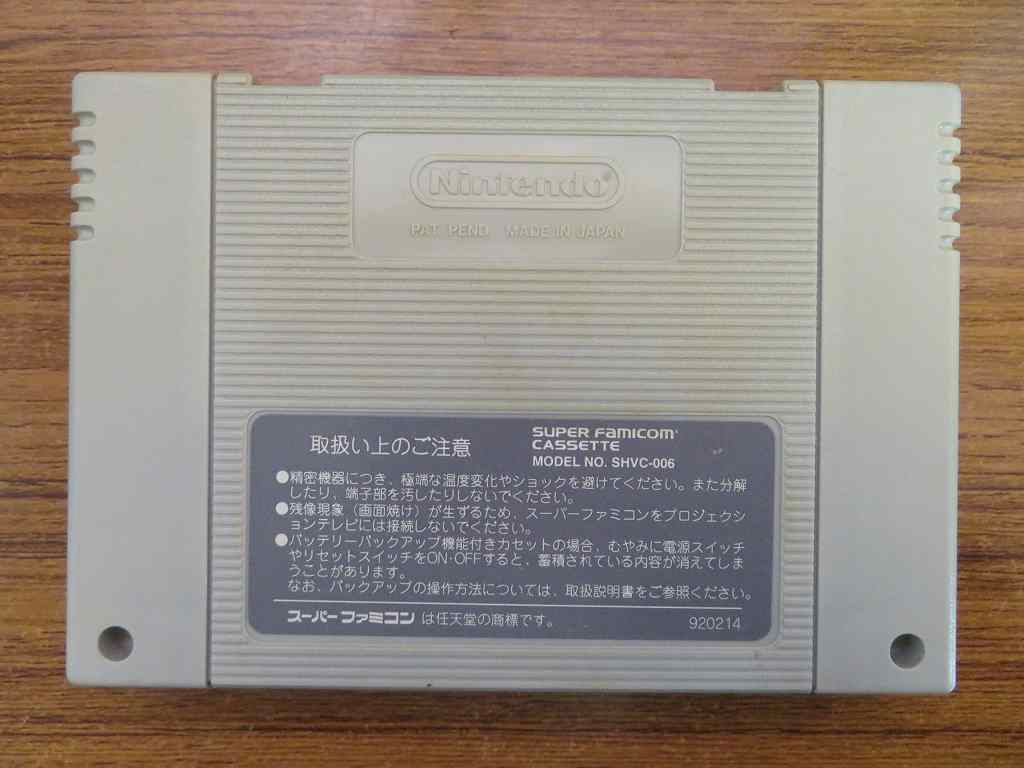 Nintendo®
PAT. PEND. MADE IN JAPAN
取扱い上のご注意
SUPER FAMICOM
CASSETTE
MODEL NO. SHVC-006
●精密機器につき、極端な温度変化やショックを避けてください。また分解
したり、端子部を汚したりしないでください。
●残像現象（画面焼け）が生ずるため、スーパーファミコンをプロジェクシ
ョンテレビには接続しないでください。
●バッテリーバックアップ機能付きカセットの場合、むやみに電源スイッチ
やリセットスイッチをON・OFFすると、蓄積されている内容が消えてしま
うことがあります。
なお、バックアップの操作方法については、取扱説明書をご参照ください。
スーパーファミコン は任天堂の商標です。
920214